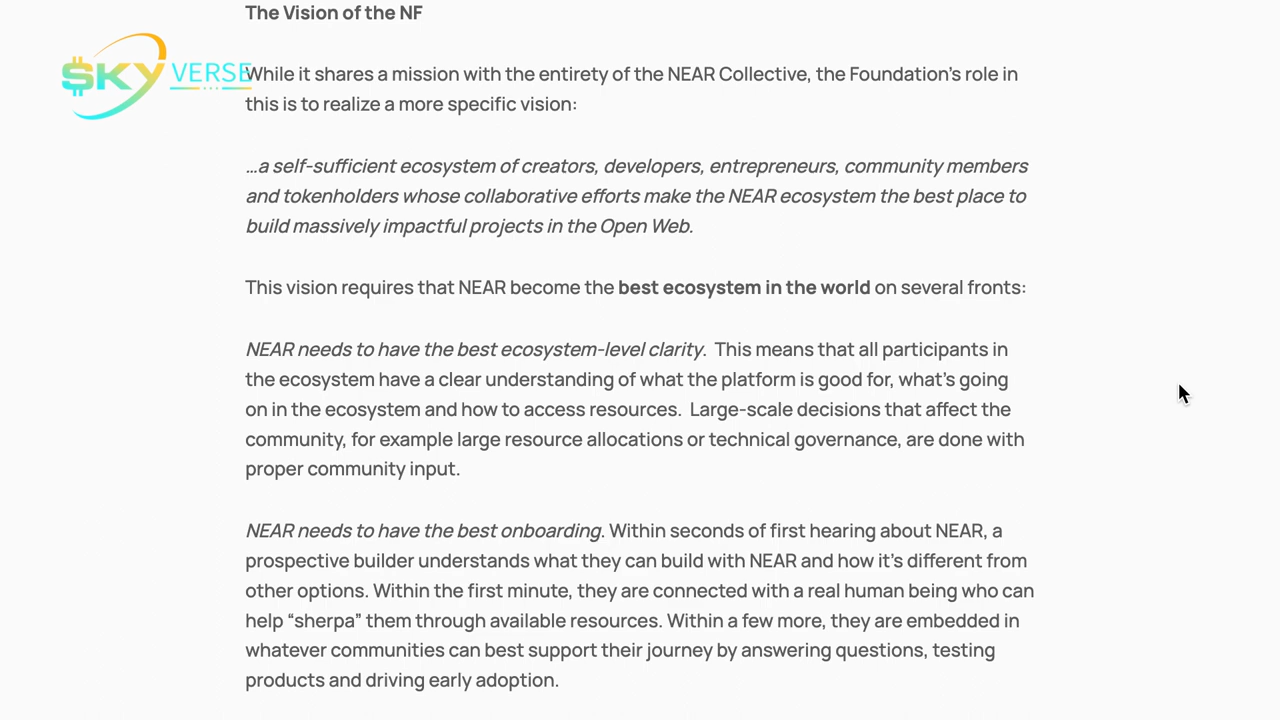 The Vision of the NF
$KY VERSE
While it shares a mission with the entirety of the NEAR Collective, the Foundation's role in
this is to realize a more specific vision:
…a self-sufficient ecosystem of creators, developers, entrepreneurs, community members
and tokenholders whose collaborative efforts make the NEAR ecosystem the best place to
build massively impactful projects in the Open Web.
This vision requires that NEAR become the best ecosystem in the world on several fronts:
NEAR needs to have the best ecosystem-level clarity.  This means that all participants in
the ecosystem have a clear understanding of what the platform is good for, what's going
on in the ecosystem and how to access resources.  Large-scale decisions that affect the
community, for example large resource allocations or technical governance, are done with
proper community input.
NEAR needs to have the best onboarding. Within seconds of first hearing about NEAR, a
prospective builder understands what they can build with NEAR and how it's different from
other options. Within the first minute, they are connected with a real human being who can
help “sherpa” them through available resources. Within a few more, they are embedded in
whatever communities can best support their journey by answering questions, testing
products and driving early adoption.